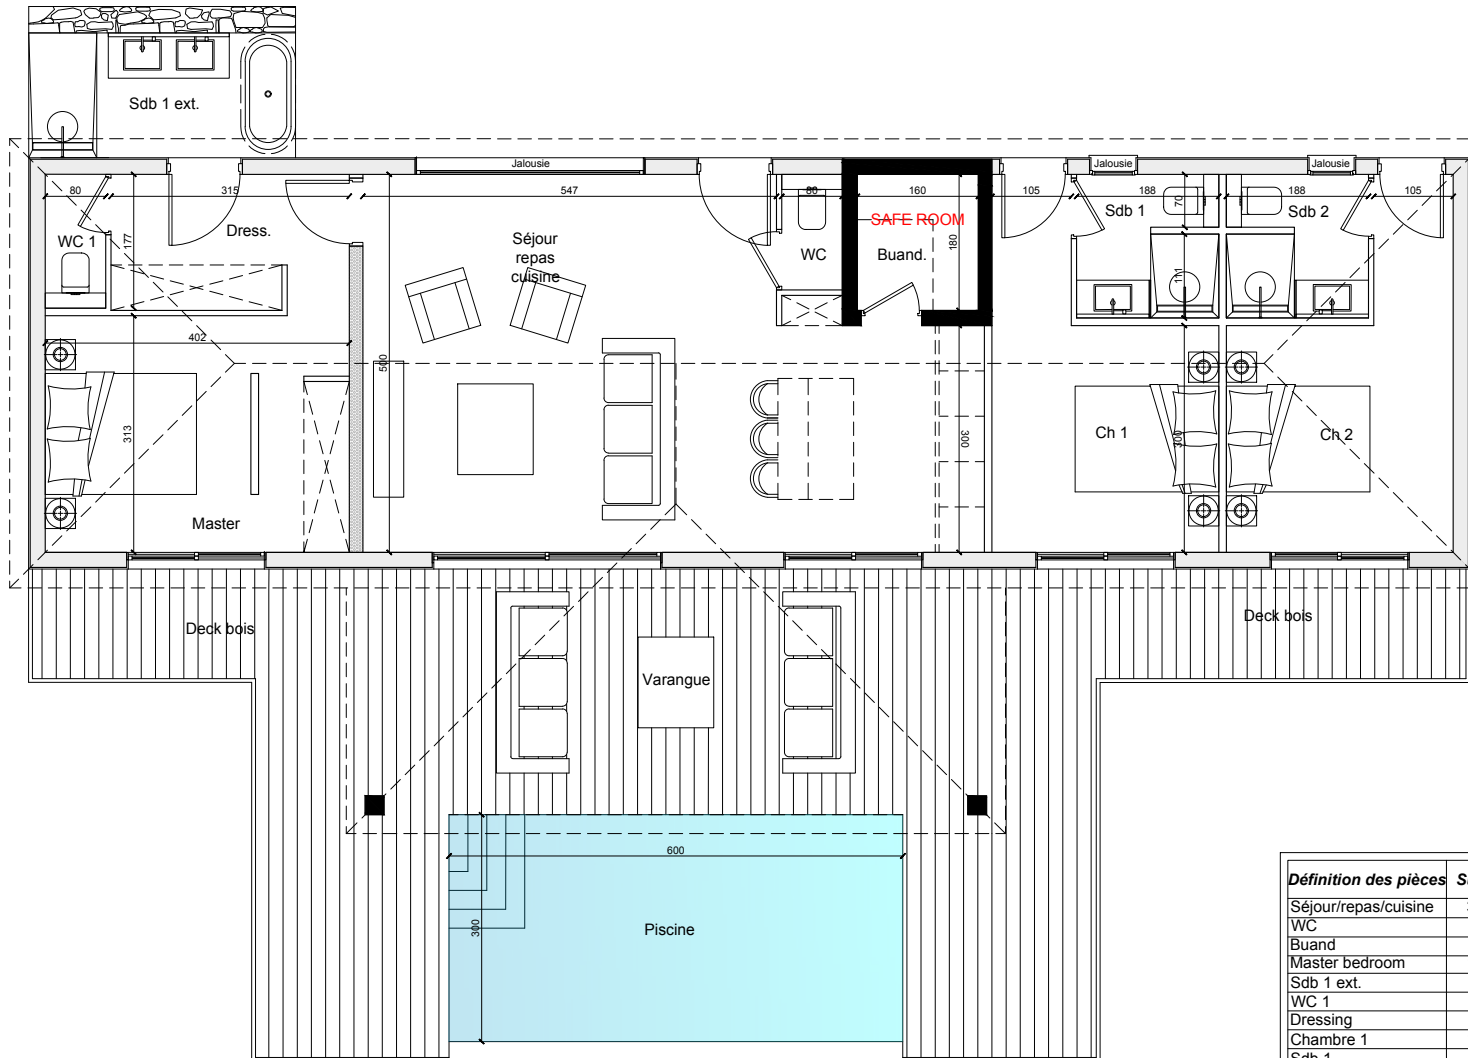 Sdb 1 ext.
Jalousie
Jalousie
Jalousie
80
315
547
80
160
105
188
188
105
SAFE ROOM
Sdb 1
Sdb 2
70
WC 1
177
Dress.
Séjour
repas
cuisine
WC
Buand.
180
111
402
500
313
300
300
Ch 1
Ch 2
Master
Deck bois
Deck bois
Varangue
600
300
Piscine
Définition des pièces
Séjour/repas/cuisine
WC
Buand
Master bedroom
Sdb 1 ext.
WC 1
Dressing
Chambre 1
Sdb 1